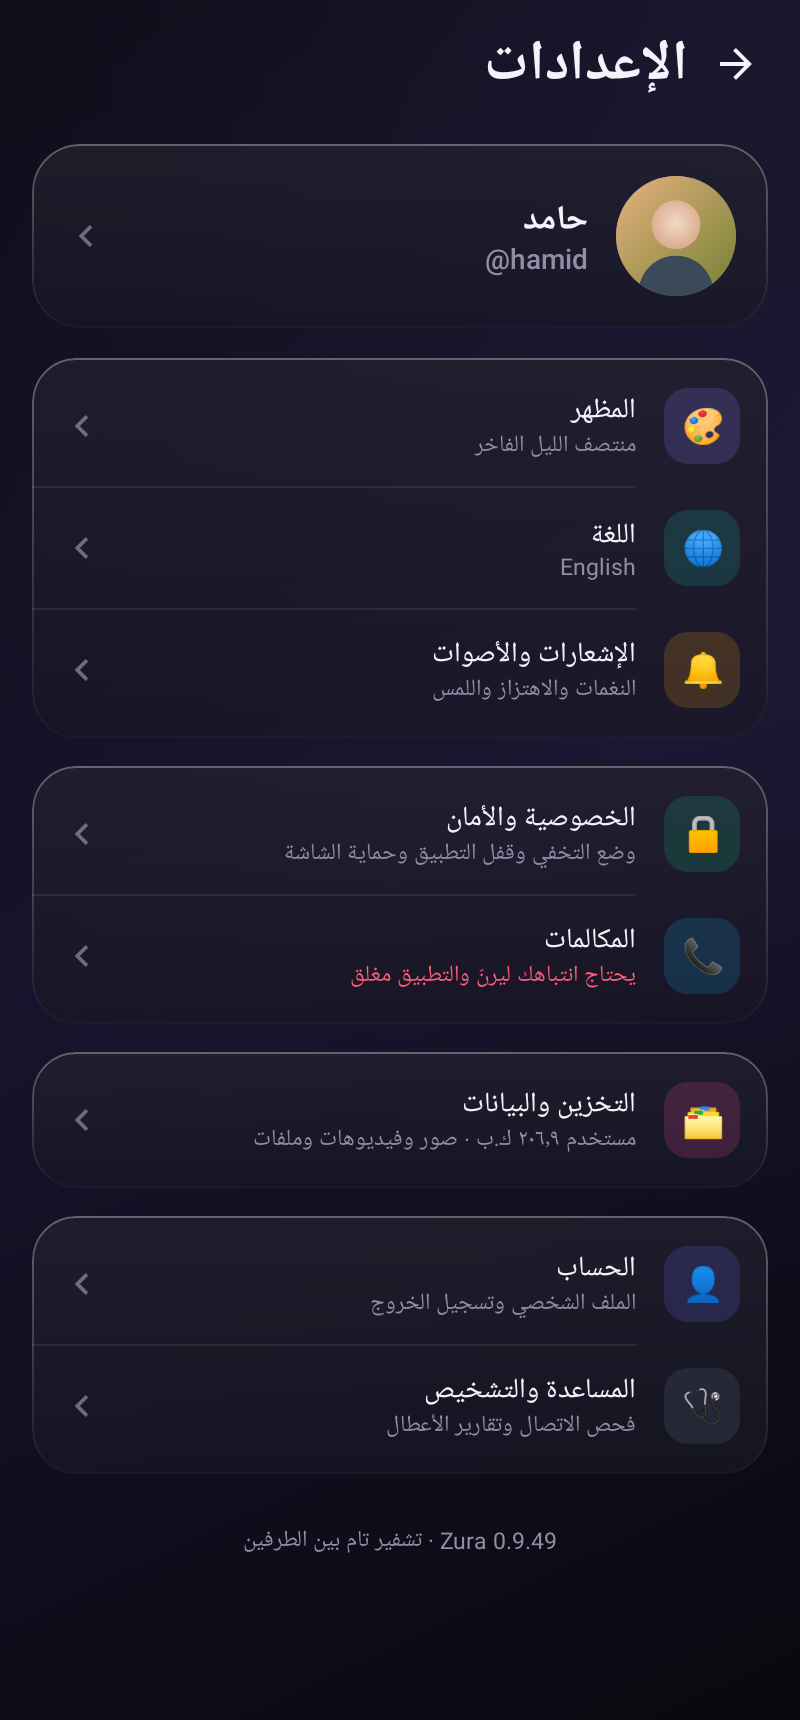 الإعدادات
حامد
@hamid
المظهر
منتصف الليل الفاخر
اللغة
English
الإشعارات والأصوات
النغمات والاهتزاز واللمس
الخصوصية والأمان
وضع التخفي وقفل التطبيق وحماية الشاشة
المكالمات
يحتاج انتباهك ليرنّ والتطبيق مغلق
التخزين والبيانات
مستخدم ٢٠٦٫٩ ك.ب · صور وفيديوهات وملفات
الحساب
الملف الشخصي وتسجيل الخروج
المساعدة والتشخيص
فحص الاتصال وتقارير الأعطال
Zura 0.9.49 · تشفير تام بين الطرفين